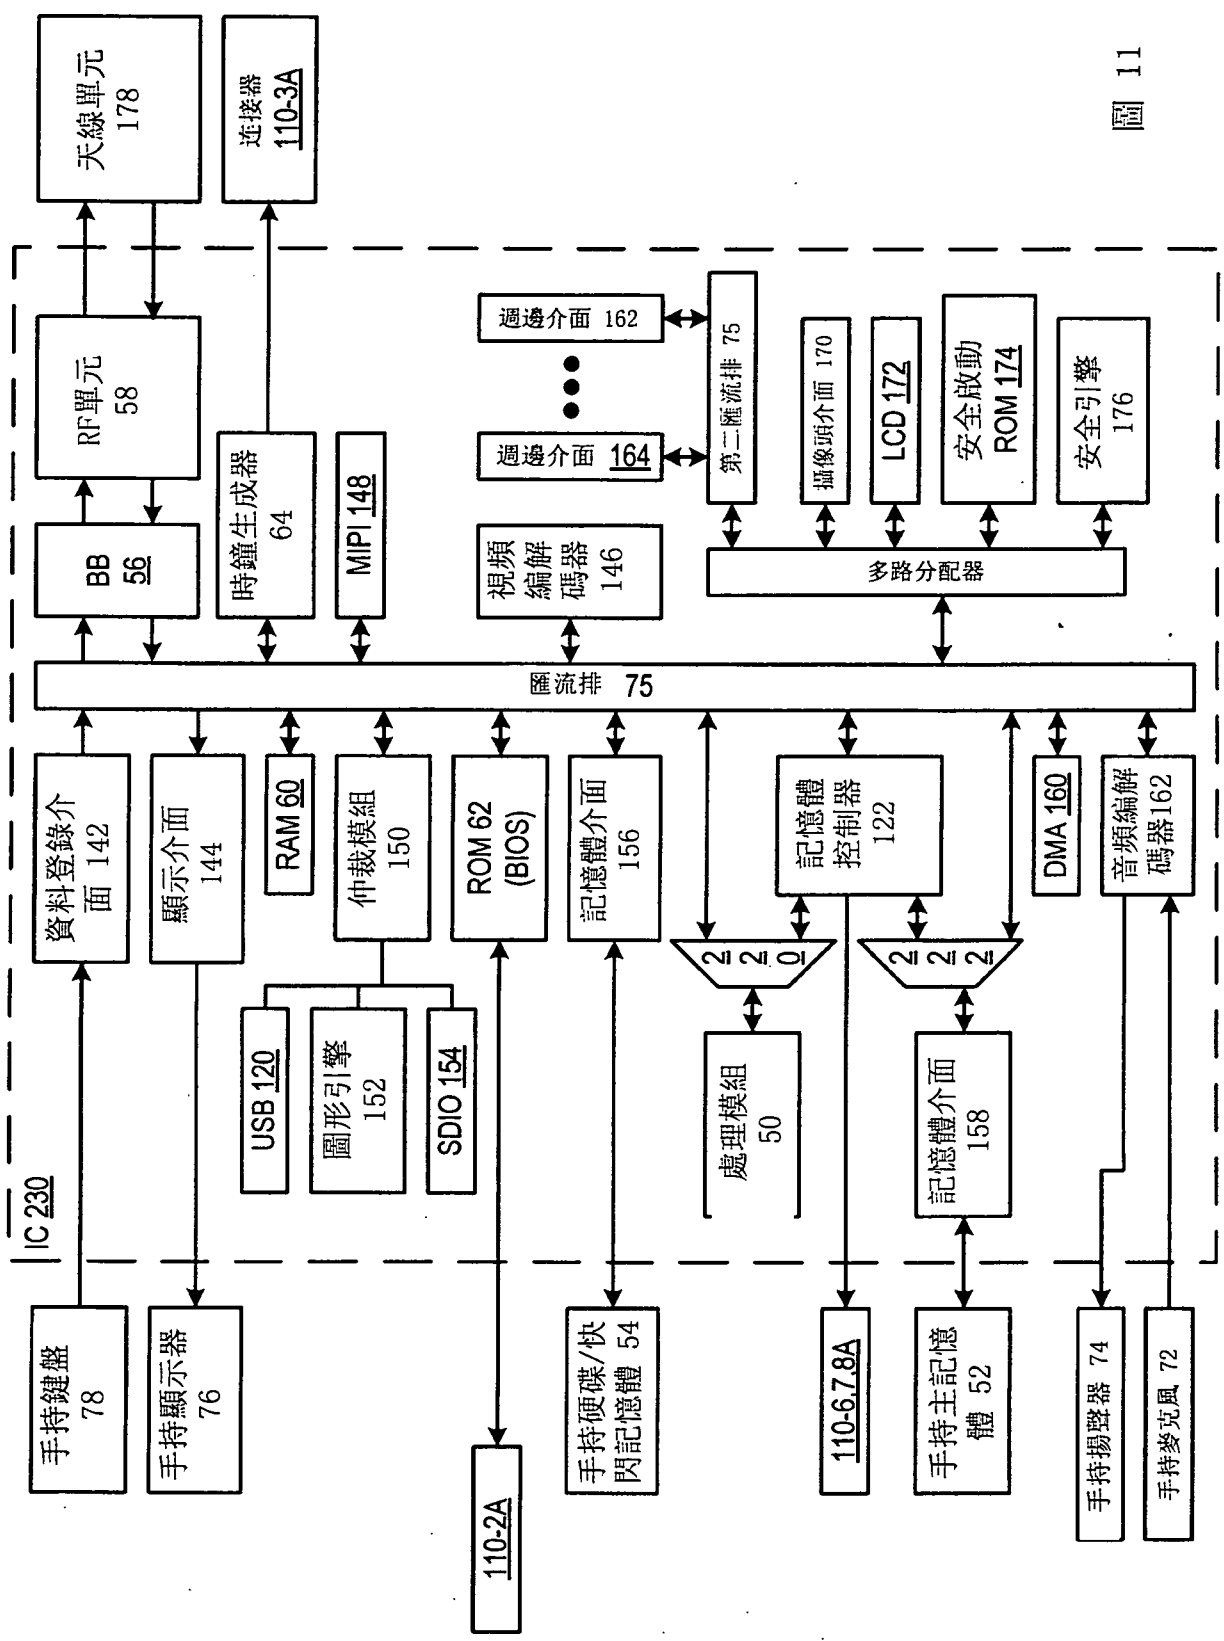 手持鍵盤
78
手持顯示器
76
110-2A
手持硬碟/快
閃記憶體 54
110-6,7,8A
手持主記憶
體 52
手持揚聲器 74
手持麥克風 72
IC 230
資料登錄介
面 142
顯示介面
144
USB 120
圖形引擎
152
SDIO 154
RAM 60
仲裁模組
150
ROM 62
(BIOS)
記憶體介面
156
處理模組
50
220
記憶體
控制器
122
222
記憶體介面
158
DMA 160
音頻編解
碼器162
匯流排 75
BB
56
RF單元
58
天線單元
178
時鐘生成器
64
连接器
110-3A
MIPI 148
視頻
編解
碼器
146
週邊介面 164
週邊介面 162
第二匯流排 75
多路分配器
攝像頭介面 170
LCD 172
安全啟動
ROM 174
安全引擎
176
圖 11